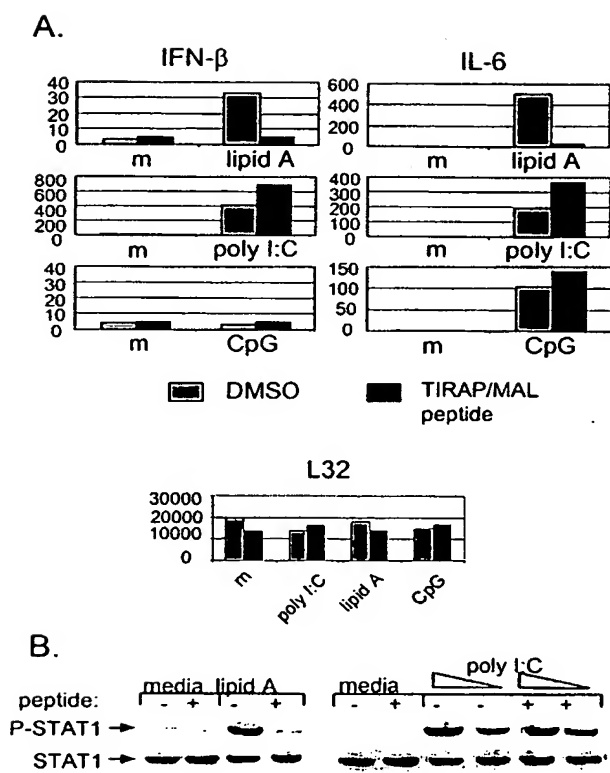 A.
IFN-β IL-6
40
30
20
10
0
m lipid A
600
400
200
0
m lipid A
800
600
400
200
0
m poly I:C
400
300
200
100
0
m poly I:C
40
30
20
10
0
m CpG
150
100
50
0
m CpG
DMSO TIRAP/MAL
peptide
L32
30000
20000
10000
0
m poly I:C lipid A CpG
B.
media lipid A media poly I:C
peptide: - + - + - + - - + +
P-STAT1
STAT1